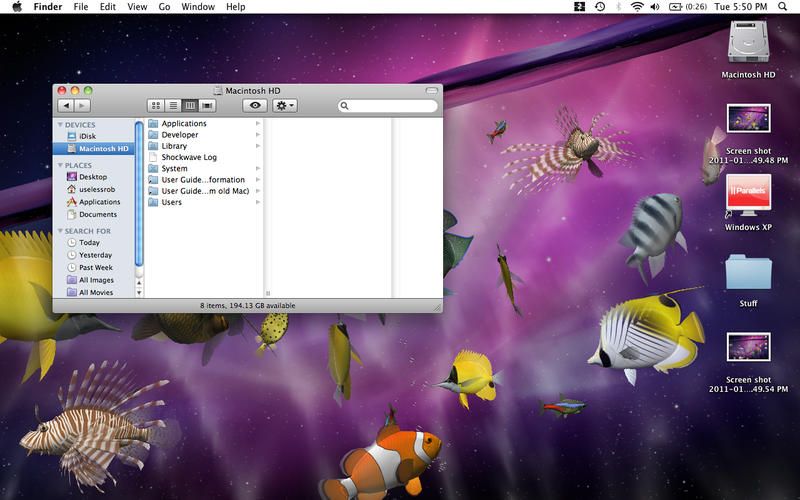 Finder File Edit View Go Window Help
2
(0:26) Tue 5:50 PM
Macintosh HD
DEVICES
iDisk
Macintosh HD
PLACES
Desktop
uselessrob
Applications
Documents
SEARCH FOR
Today
Yesterday
Past Week
All Images
All Movies
Applications
Developer
Library
Shockwave Log
System
User Guide...formation
User Guide...m old Mac)
Users
8 items, 194.13 GB available
Macintosh HD
Screen shot
2011-01....49.48 PM
Parallels
Windows XP
Stuff
Screen shot
2011-01....49.54 PM